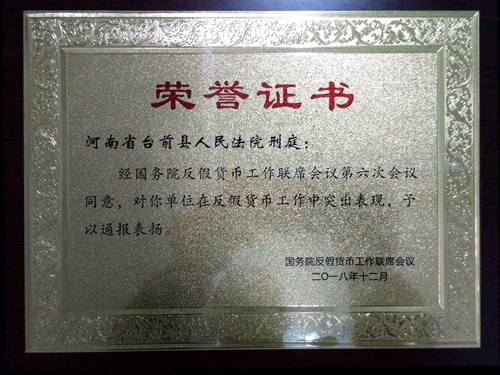 荣誉证书
河南省台前县人民法院刑庭：
经国务院反假货币工作联席会议第六次会议
同意，对你单位在反假货币工作中突出表现，予
以通报表扬。
国务院反假货币工作联席会议
二〇一八年十二月